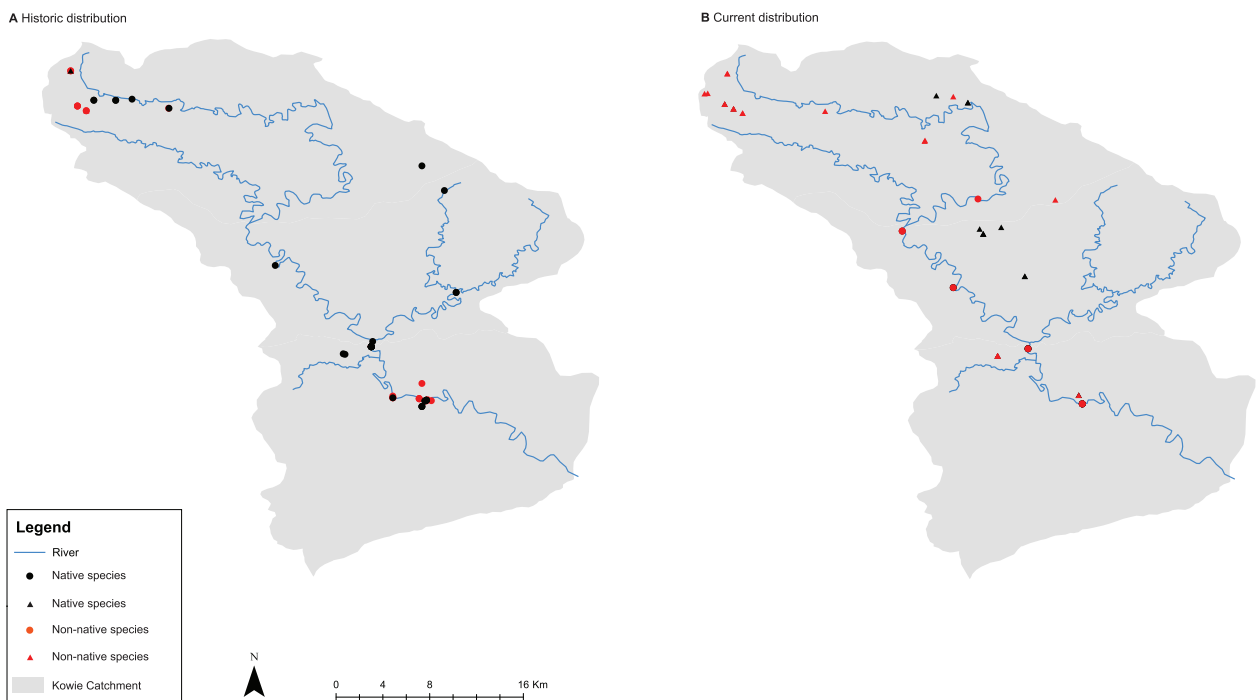 A Historic distribution
B Current distribution
Legend
River
Native species
Native species
Non-native species
Non-native species
Kowie Catchment
N
0 4 8 16 Km